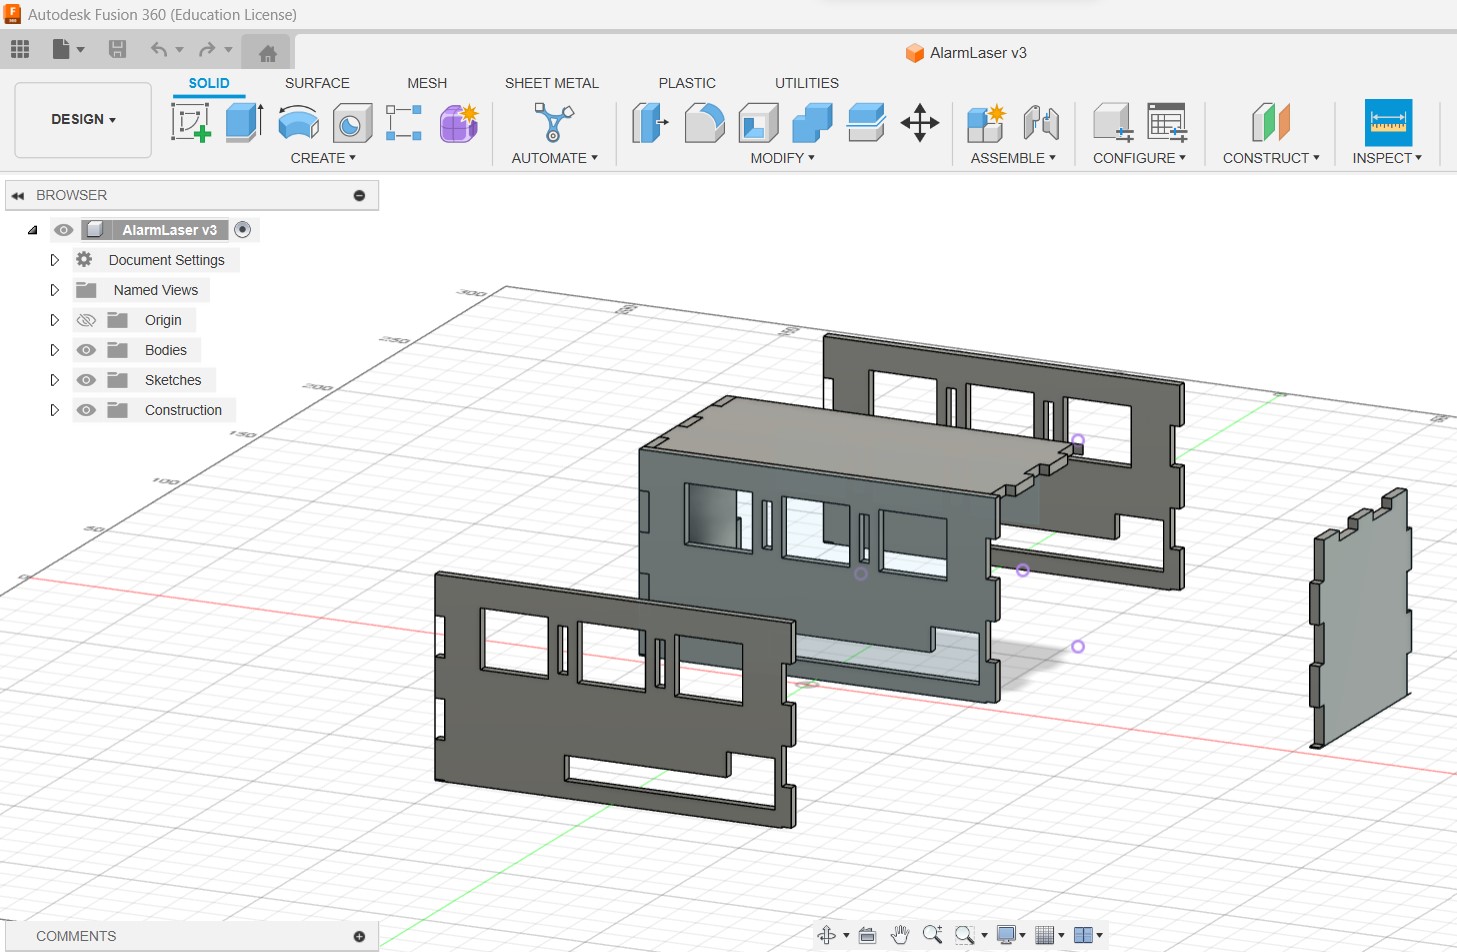 Autodesk Fusion 360 (Education License)
AlarmLaser v3
SOLID SURFACE MESH SHEET METAL PLASTIC UTILITIES
DESIGN
CREATE AUTOMATE MODIFY ASSEMBLE CONFIGURE CONSTRUCT INSPECT
BROWSER
AlarmLaser v3
Document Settings
Named Views
Origin
Bodies
Sketches
Construction
300
250
200
150
100
50
COMMENTS